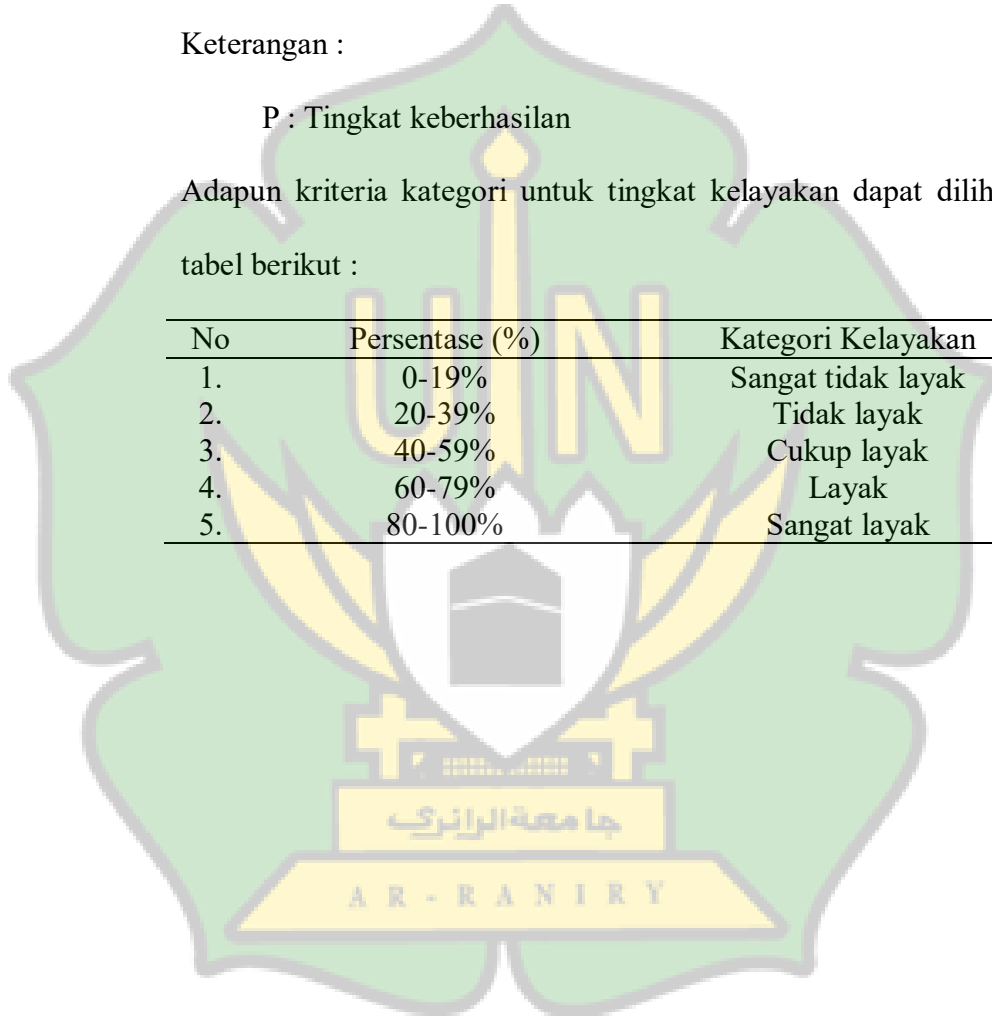 Keterangan :
P : Tingkat keberhasilan
Adapun kriteria kategori untuk tingkat kelayakan dapat dilih
tabel berikut :
No Persentase (%) Kategori Kelayakan
1. 0-19% Sangat tidak layak
2. 20-39% Tidak layak
3. 40-59% Cukup layak
4. 60-79% Layak
5. 80-100% Sangat layak
UIN
جامعة الرانري
AR-RANIRY